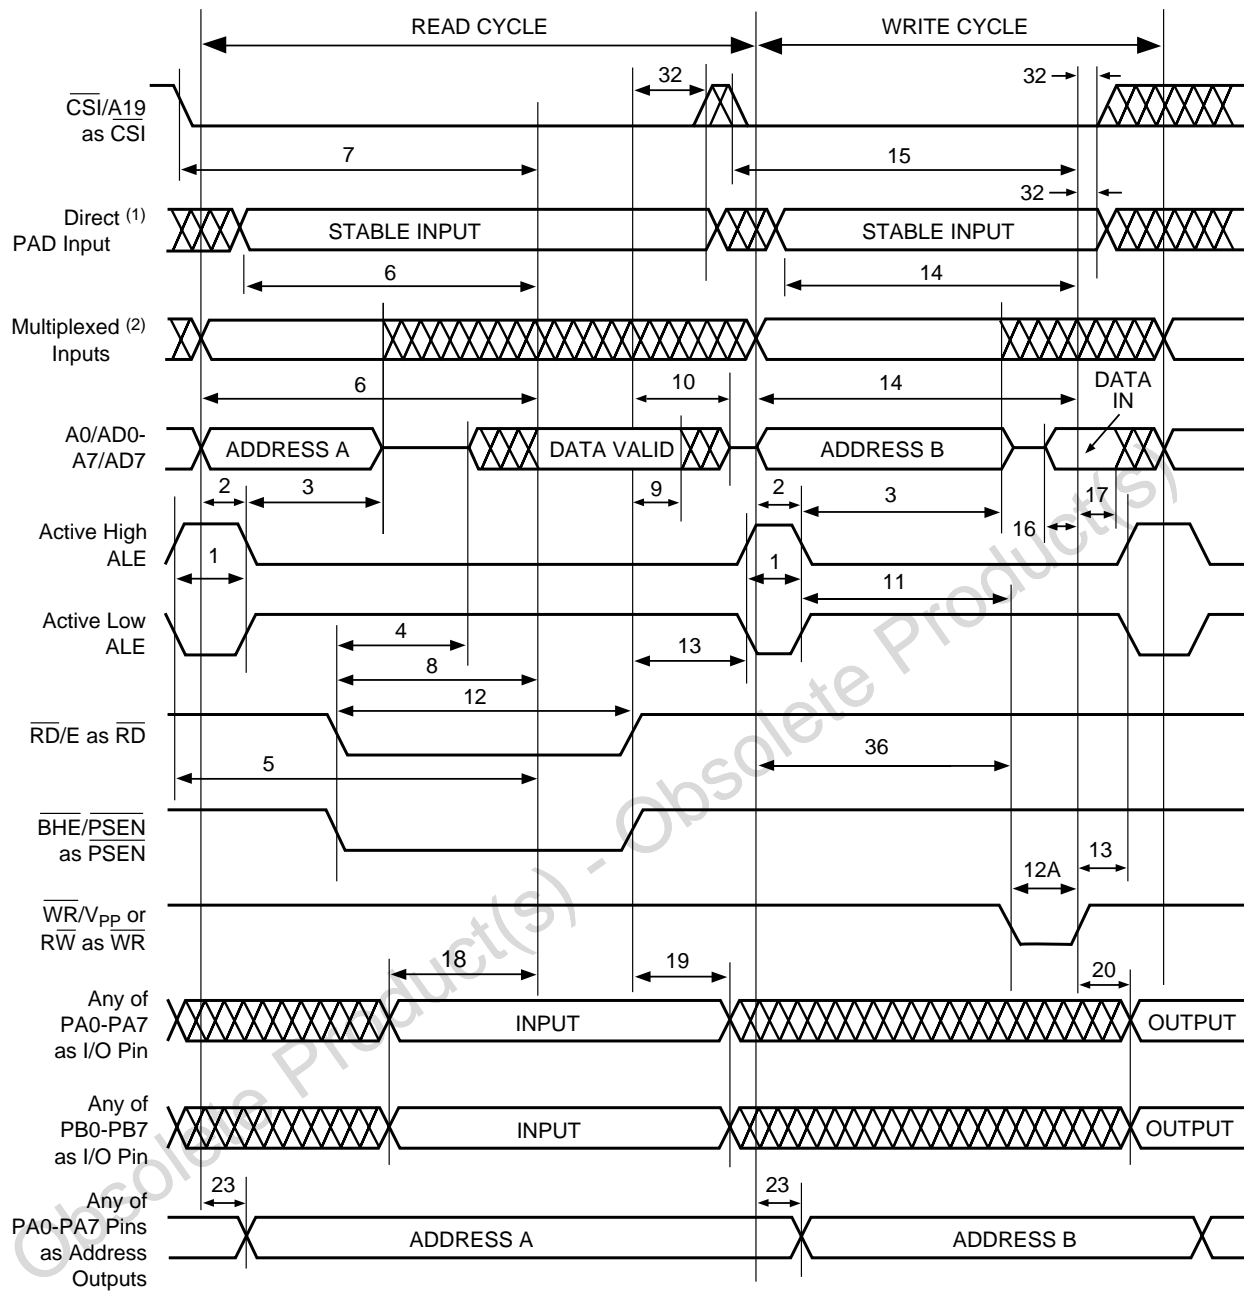 READ CYCLE
WRITE CYCLE
32
32
CSI/A19
as CSI
7
15
32
Direct (1)
PAD Input
STABLE INPUT
STABLE INPUT
6
14
Multiplexed (2)
Inputs
6
10
14
DATA
IN
A0/AD0-
A7/AD7
ADDRESS A
DATA VALID
ADDRESS B
2
3
9
2
3
17
16
Active High
ALE
1
1
11
Active Low
ALE
4
13
8
12
RD/E as RD
5
36
BHE/PSEN
as PSEN
12A
13
WR/VPP or
RW as WR
18
19
20
Any of
PA0-PA7
as I/O Pin
INPUT
OUTPUT
Any of
PB0-PB7
as I/O Pin
INPUT
OUTPUT
23
23
Any of
PA0-PA7 Pins
as Address
Outputs
ADDRESS A
ADDRESS B
Obsolete Product(s) - Obsolete Product(s)